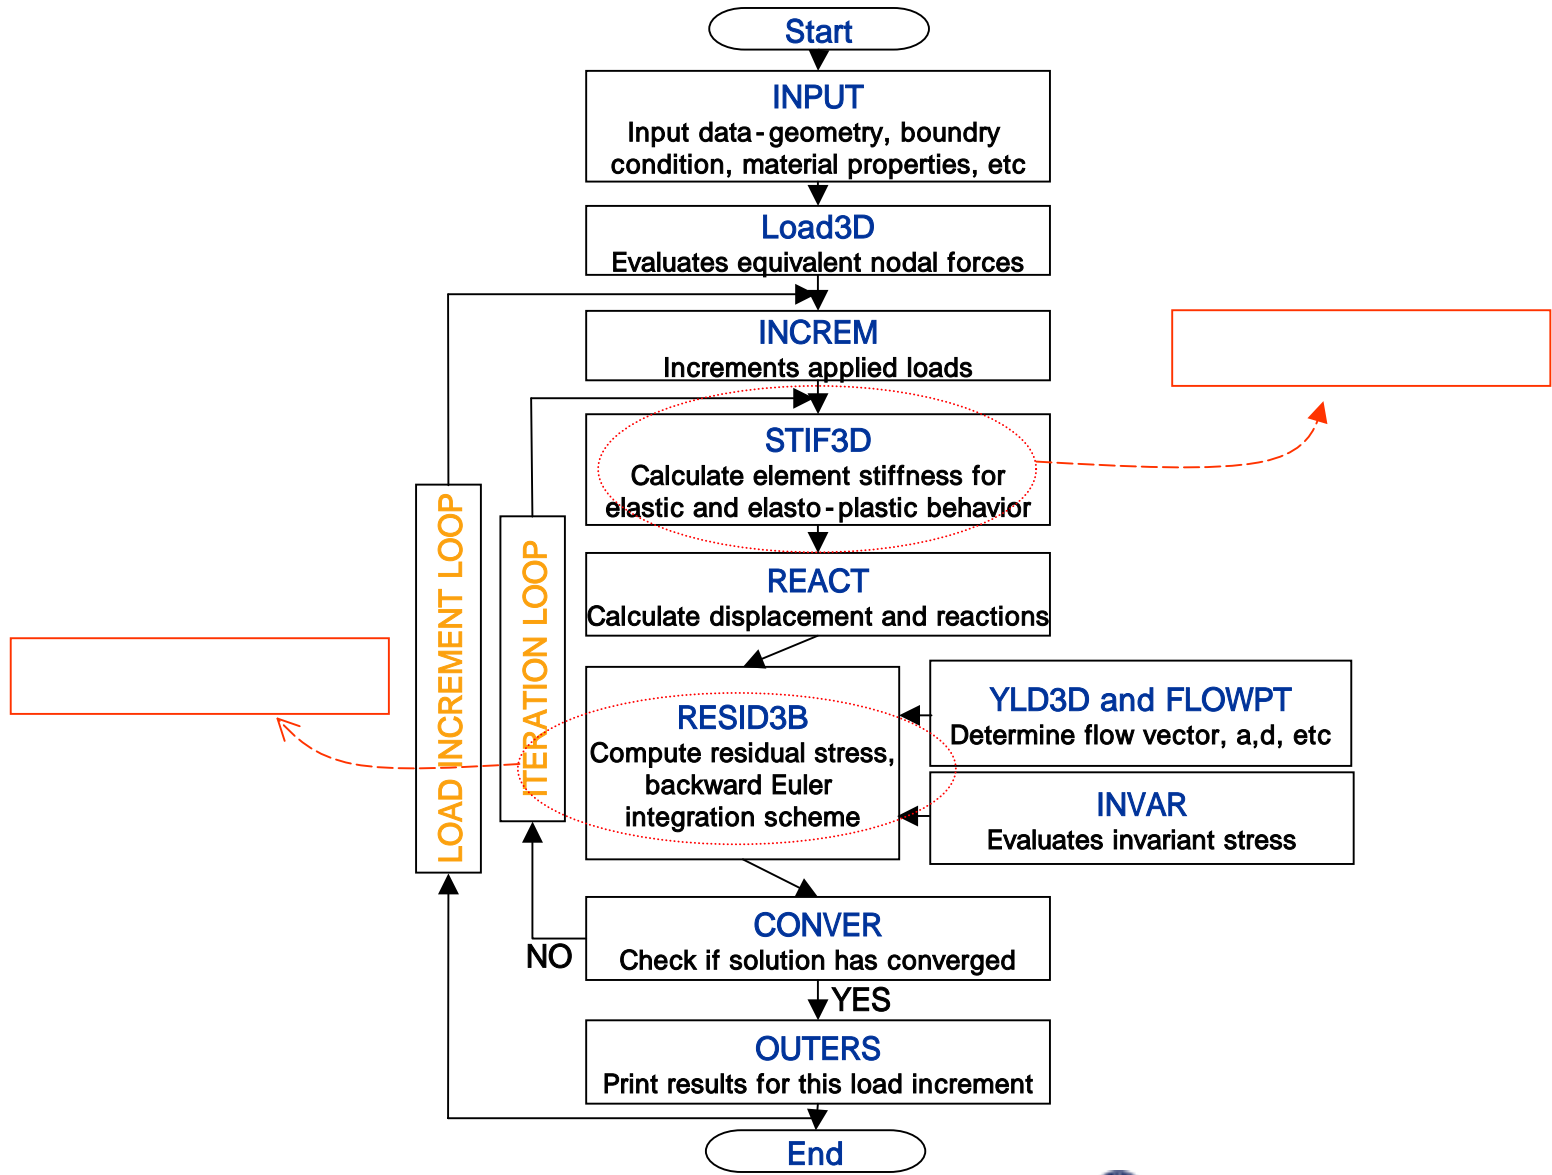 Start
INPUT
Input data-geometry, boundry
condition, material properties, etc
Load3D
Evaluates equivalent nodal forces
INCREM
Increments applied loads
STIF3D
Calculate element stiffness for
elastic and elasto-plastic behavior
REACT
Calculate displacement and reactions
LOAD INCREMENT LOOP
ITERATION LOOP
RESID3B
Compute residual stress,
backward Euler
integration scheme
YLD3D and FLOWPT
Determine flow vector, a,d, etc
INVAR
Evaluates invariant stress
CONVER
Check if solution has converged
NO
YES
OUTERS
Print results for this load increment
End